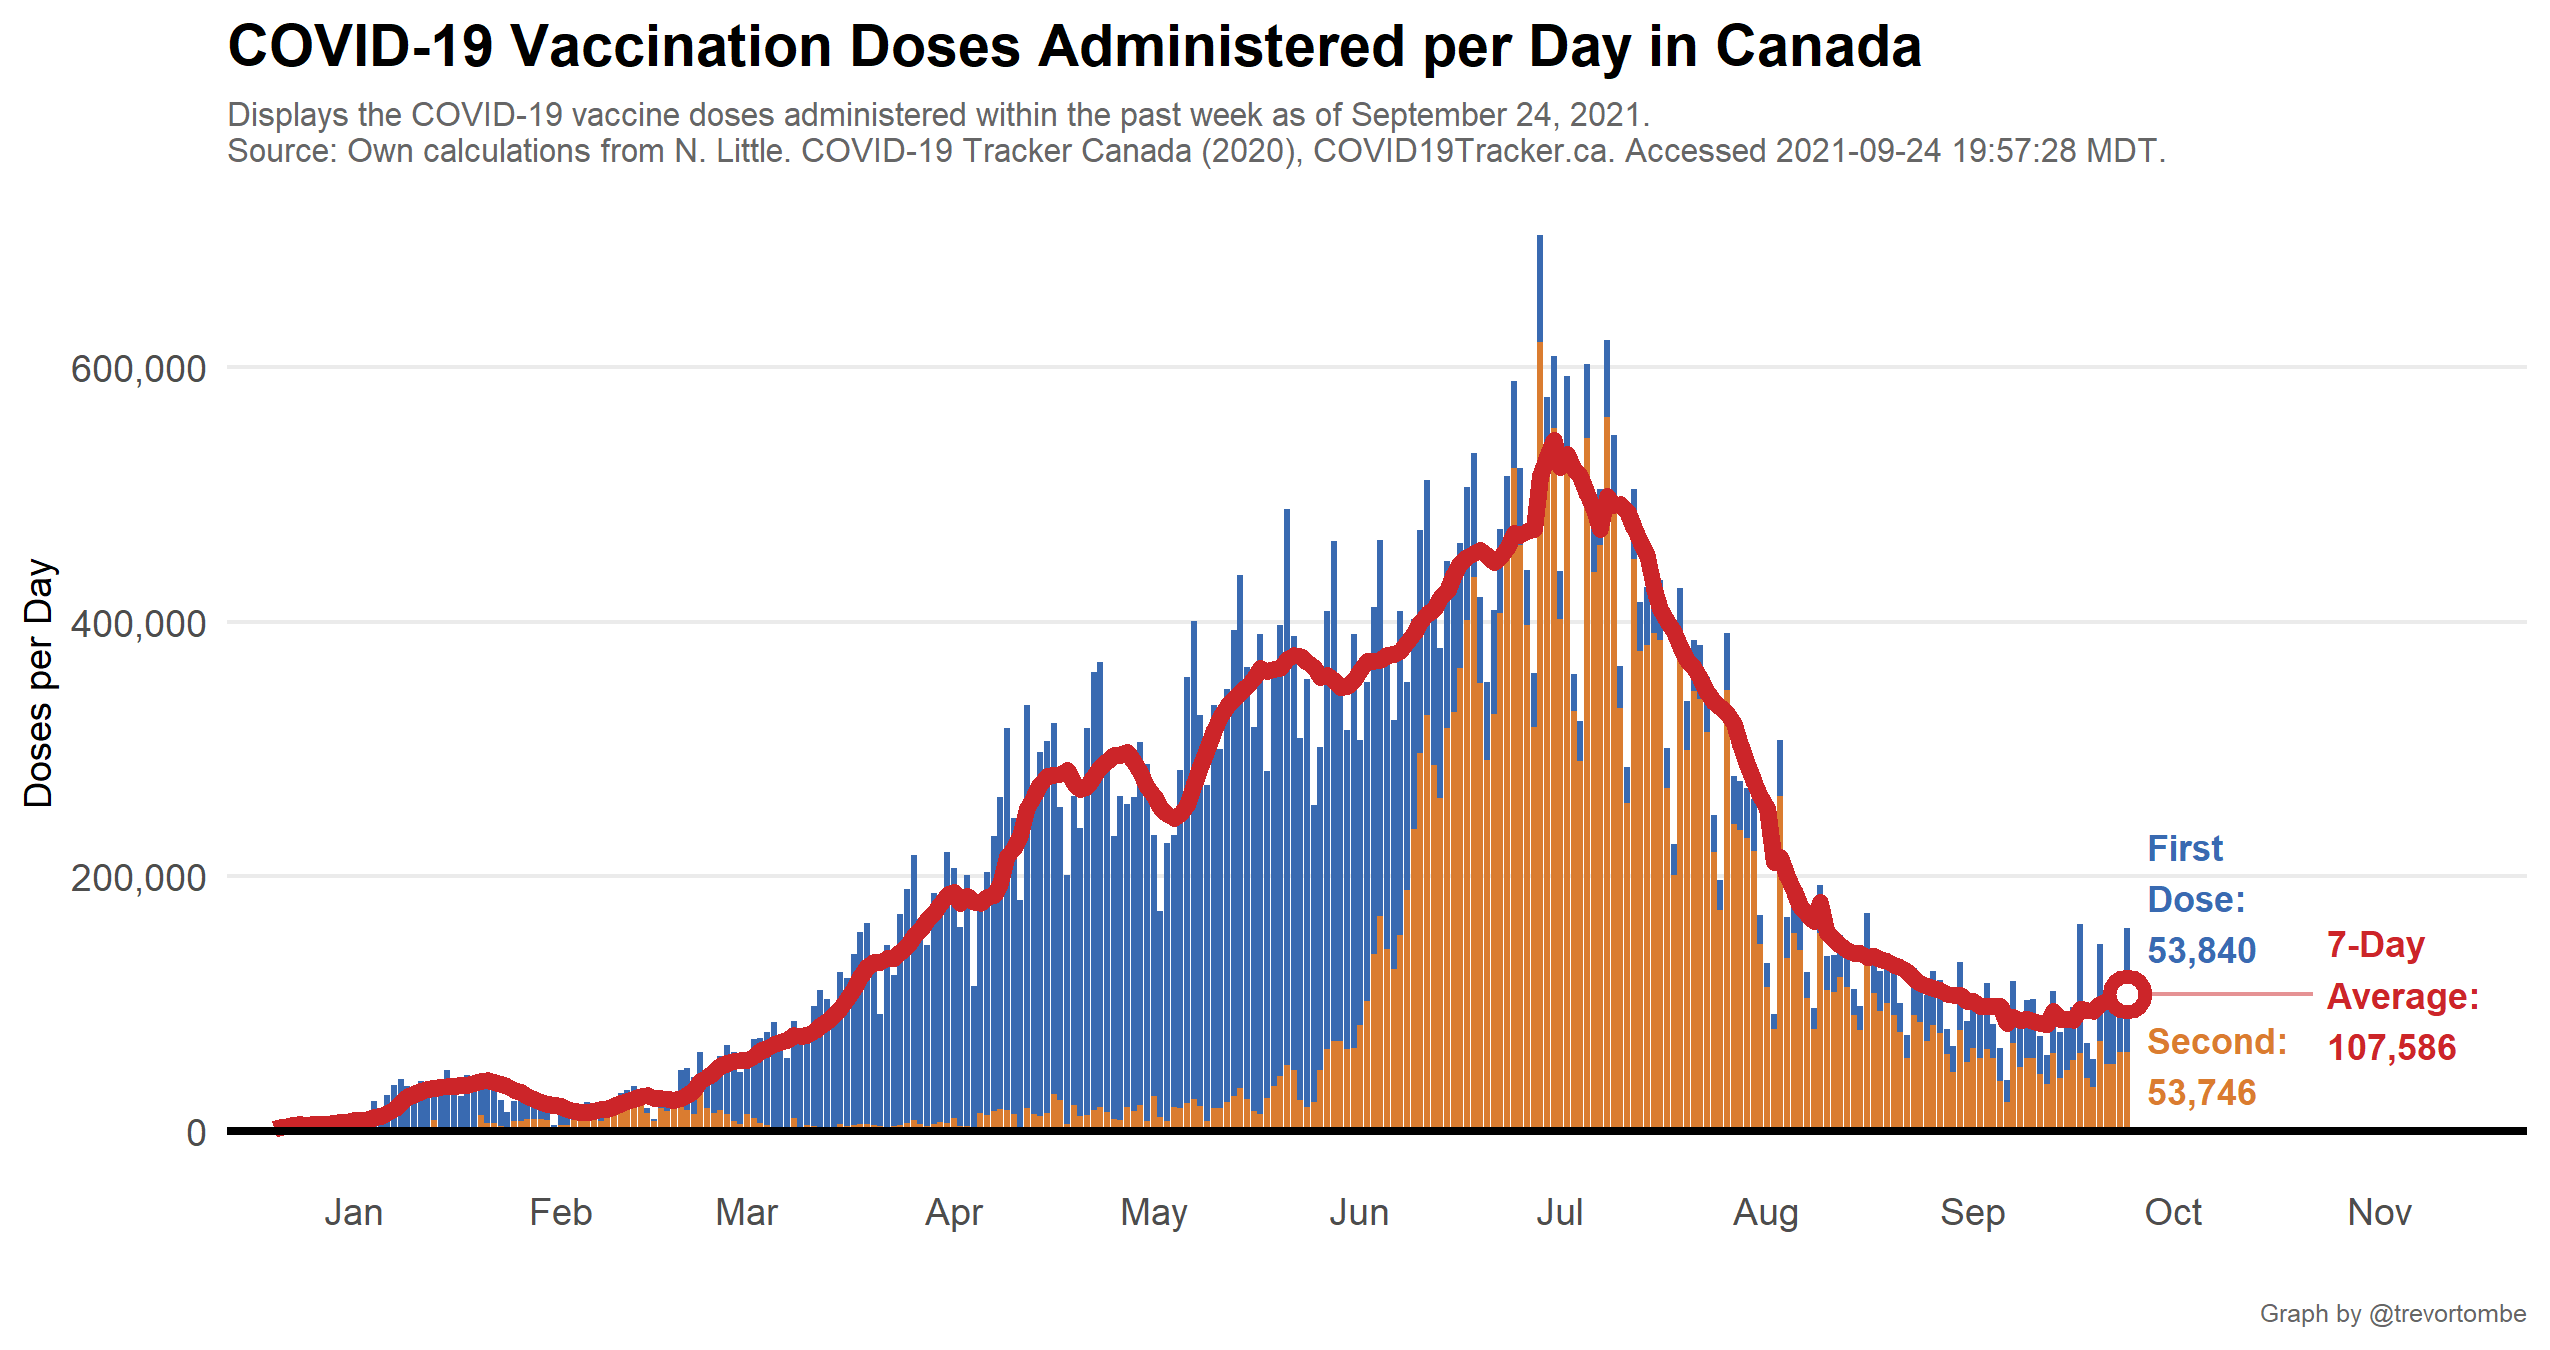 COVID-19 Vaccination Doses Administered per Day in Canada
Displays the COVID-19 vaccine doses administered within the past week as of September 24, 2021.
Source: Own calculations from N. Little. COVID-19 Tracker Canada (2020), COVID19Tracker.ca. Accessed 2021-09-24 19:57:28 MDT.
Doses per Day
600,000
400,000
200,000
0
First
Dose:
53,840
Second:
53,746
7-Day
Average:
107,586
Jan Feb Mar Apr May Jun Jul Aug Sep Oct Nov
Graph by @trevortombe